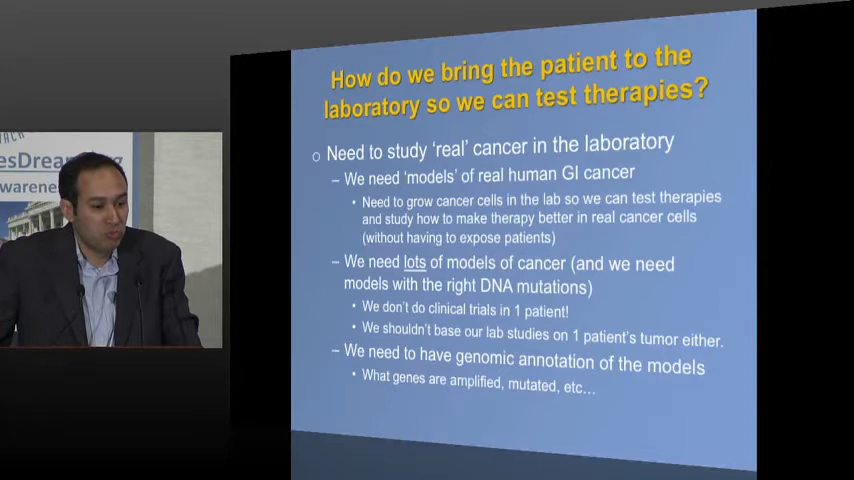 esDream
wareness
How do we bring the patient to the
laboratory so we can test therapies?
Need to study 'real' cancer in the laboratory
– We need 'models' of real human GI cancer
• Need to grow cancer cells in the lab so we can test therapies
and study how to make therapy better in real cancer cells
(without having to expose patients)
– We need lots of models of cancer (and we need
models with the right DNA mutations)
• We don't do clinical trials in 1 patient!
• We shouldn't base our lab studies on 1 patient's tumor either.
– We need to have genomic annotation of the models
• What genes are amplified, mutated, etc…